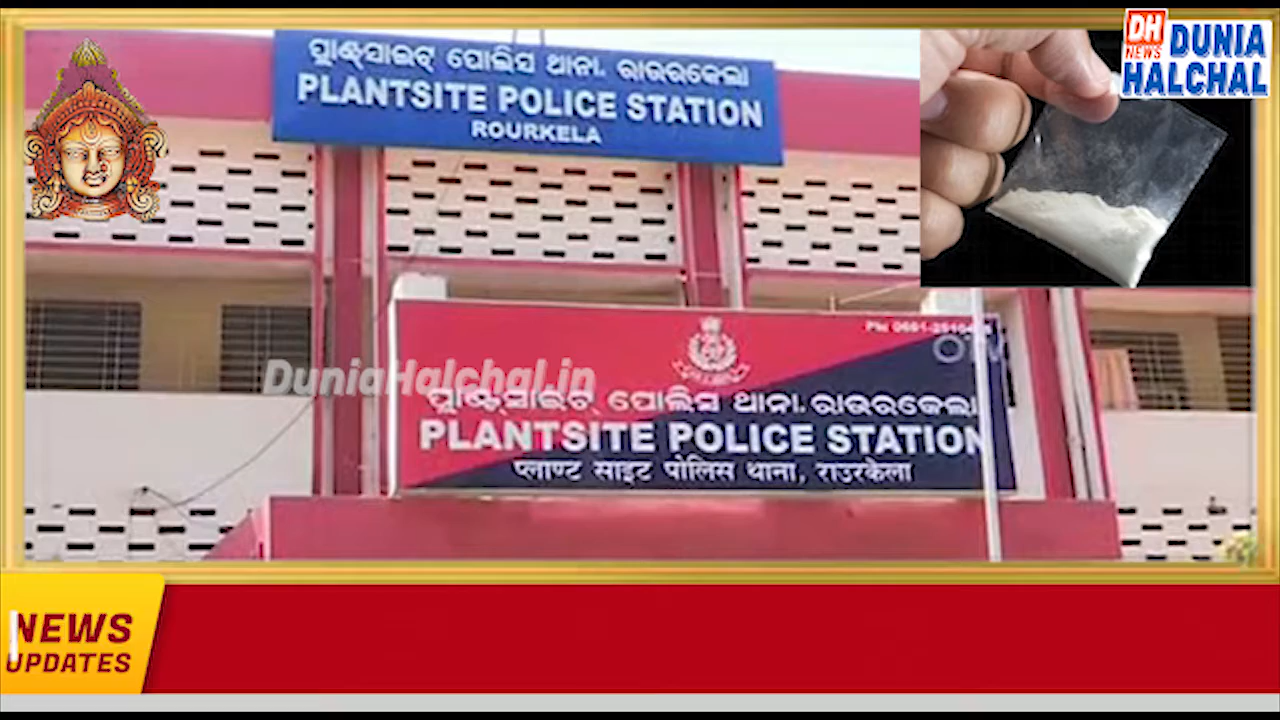 ପ୍ଲାଣ୍ଟସାଇଟ୍ ପୋଲିସ ଥାନା. ରାଉରକେଲା
PLANTSITE POLICE STATION
ROURKELA
DH
NEWS
DUNIA
HALCHAL
DuniaHalchal.in
ପ୍ଲାଣ୍ଟସାଇଟ୍ ପୋଲିସ ଥାନା. ରାଉରକେଲା
PLANTSITE POLICE STATION
प्लाण्ट साइट पोलिस थाना, राउरकेला
NEWS
UPDATES